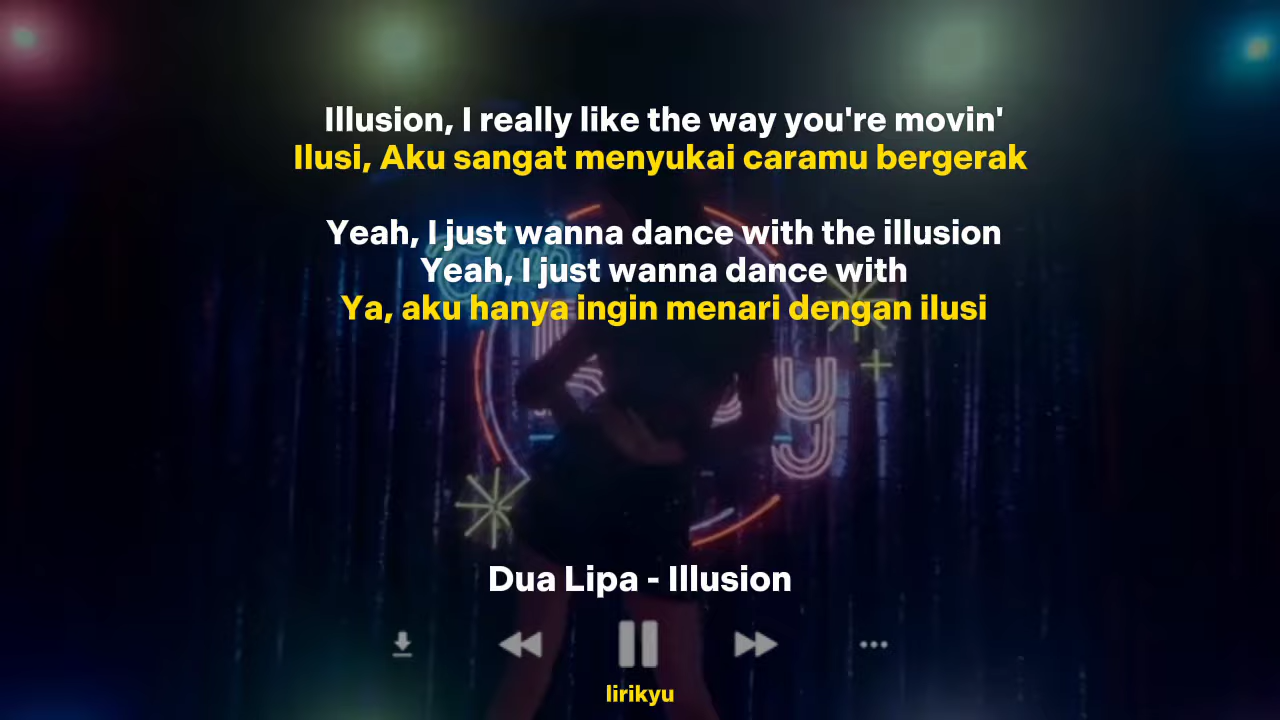 Illusion, I really like the way you're movin'
Ilusi, Aku sangat menyukai caramu bergerak
Yeah, I just wanna dance with the illusion
Yeah, I just wanna dance with
Ya, aku hanya ingin menari dengan ilusi
Dua Lipa - Illusion
lirikyu